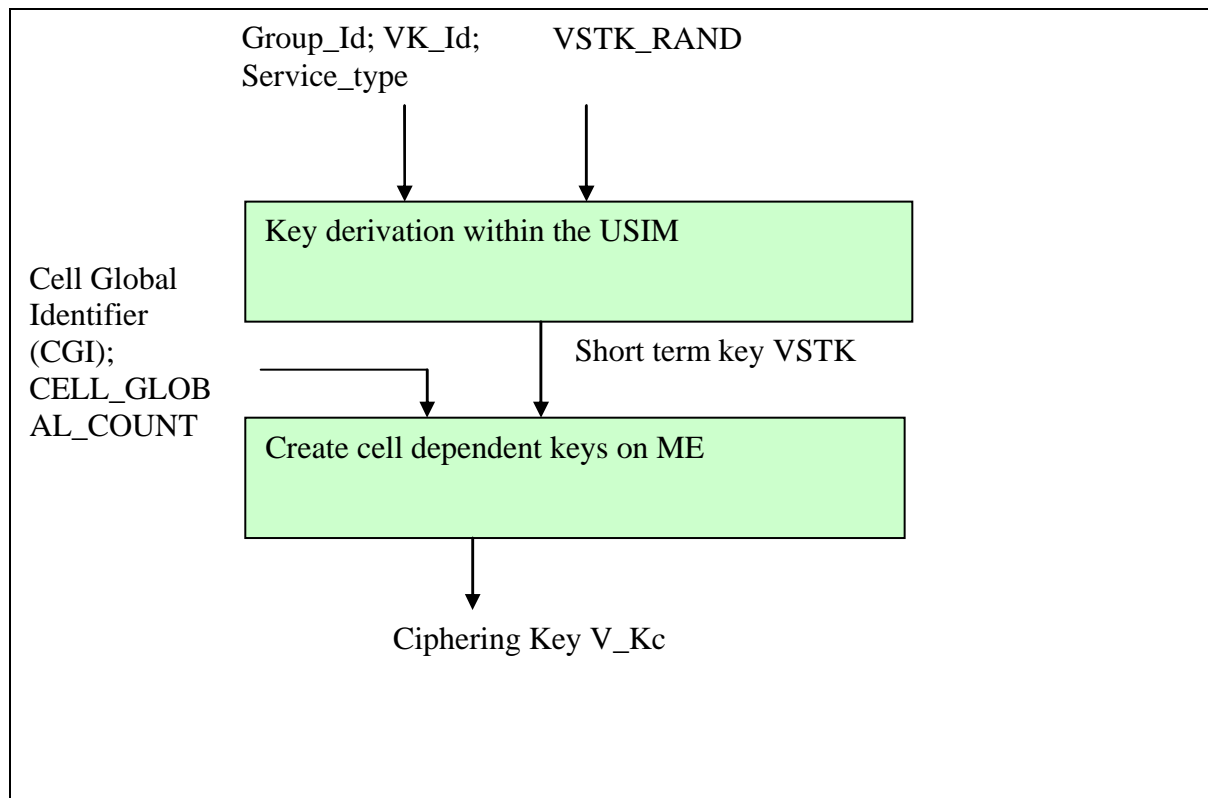 Group_Id; VK_Id;
Service_type
VSTK_RAND
Key derivation within the USIM
Cell Global
Identifier
(CGI);
CELL_GLOB
AL_COUNT
Short term key VSTK
Create cell dependent keys on ME
Ciphering Key V_Kc